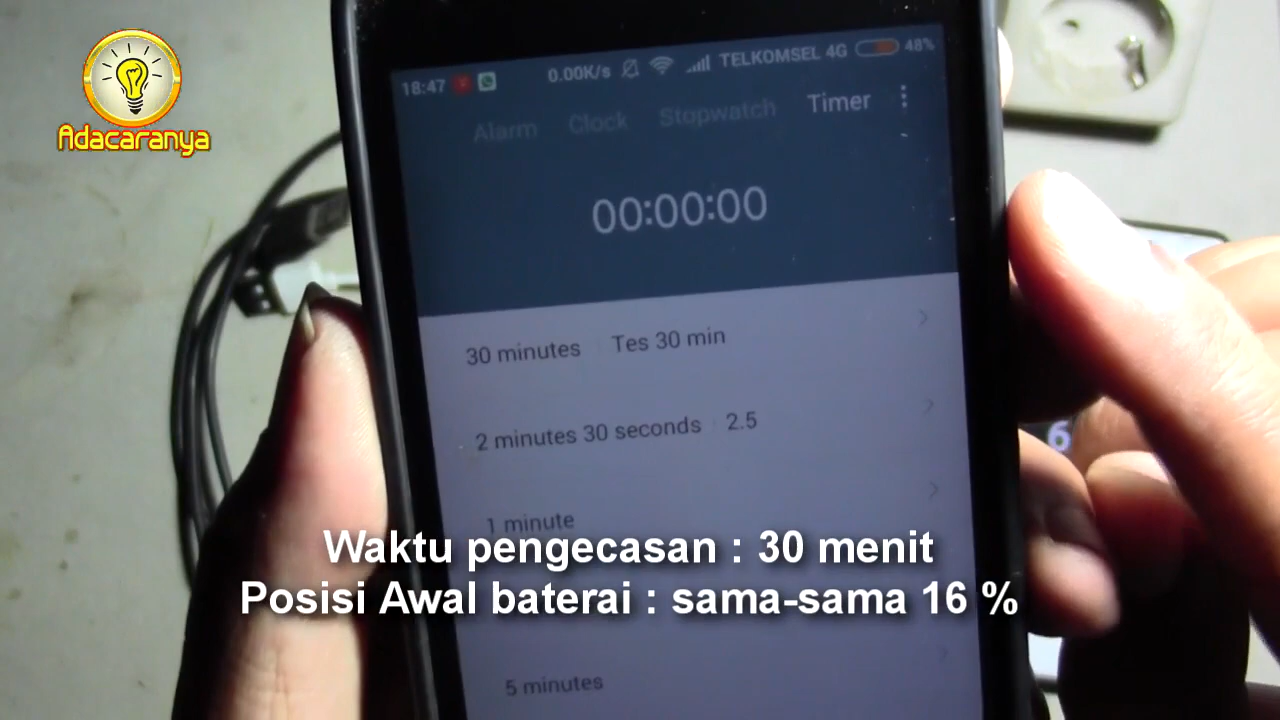 Adacaranya
18:47 0.00K/s TELKOMSEL 4G 48%
Alarm Clock Stopwatch Timer
00:00:00
30 minutes Tes 30 min
2 minutes 30 seconds 2.5
1 minute
Waktu pengecasan : 30 menit
Posisi Awal baterai : sama-sama 16 %
5 minutes
6